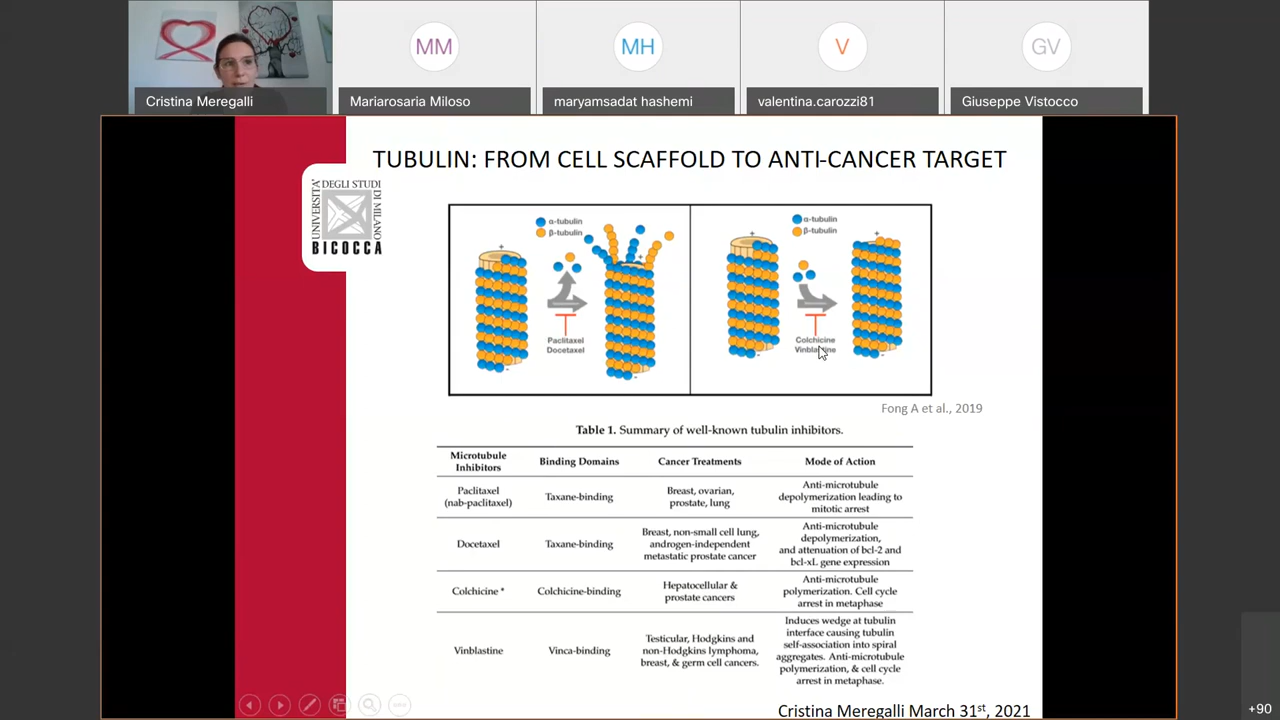 MM
MH
V
GV
Cristina Meregalli
Mariarosaria Miloso
maryamsadat hashemi
valentina.carozzi81
Giuseppe Vistocco
TUBULIN: FROM CELL SCAFFOLD TO ANTI-CANCER TARGET
UNIVERSITA'
DEGLI STUDI
DI MILANO
BICOCCA
α-tubulin
β-tubulin
+
+
-
-
Paclitaxel
Docetaxel
α-tubulin
β-tubulin
+
+
-
-
Colchicine
Vinblastine
Fong A et al., 2019
Table 1. Summary of well-known tubulin inhibitors.
Microtubule
Inhibitors
Binding Domains
Cancer Treatments
Mode of Action
Paclitaxel
(nab-paclitaxel)
Taxane-binding
Breast, ovarian,
prostate, lung
Anti-microtubule
depolymerization leading to
mitotic arrest
Docetaxel
Taxane-binding
Breast, non-small cell lung,
androgen-independent
metastatic prostate cancer
Anti-microtubule
depolymerization,
and attenuation of bcl-2 and
bcl-xL gene expression
Colchicine *
Colchicine-binding
Hepatocellular &
prostate cancers
Anti-microtubule
polymerization. Cell cycle
arrest in metaphase
Vinblastine
Vinca-binding
Testicular, Hodgkins and
non-Hodgkins lymphoma,
breast, & germ cell cancers.
Induces wedge at tubulin
interface causing tubulin
self-association into spiral
aggregates. Anti-microtubule
polymerization, & cell cycle
arrest in metaphase.
Cristina Meregalli March 31st, 2021
+90